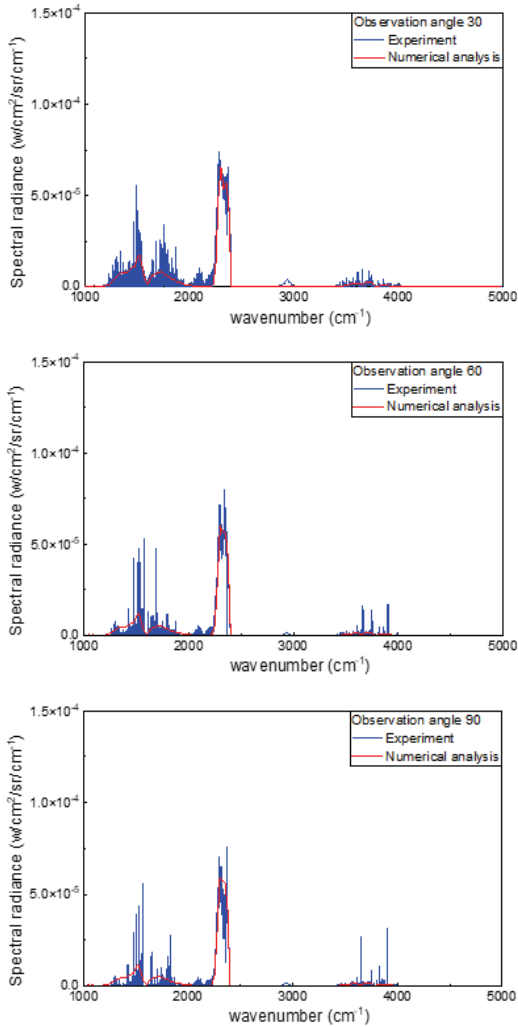 1.5×10⁻⁴
Observation angle 30
Experiment
Numerical analysis
1.0×10⁻⁴
5.0×10⁻⁵
0.0
1000 2000 3000 4000 5000
wavenumber (cm⁻¹)
Spectral radiance (w/cm²/sr/cm⁻¹)
1.5×10⁻⁴
Observation angle 60
Experiment
Numerical analysis
1.0×10⁻⁴
5.0×10⁻⁵
0.0
1000 2000 3000 4000 5000
wavenumber (cm⁻¹)
Spectral radiance (w/cm²/sr/cm⁻¹)
1.5×10⁻⁴
Observation angle 90
Experiment
Numerical analysis
1.0×10⁻⁴
5.0×10⁻⁵
0.0
1000 2000 3000 4000 5000
wavenumber (cm⁻¹)
Spectral radiance (w/cm²/sr/cm⁻¹)